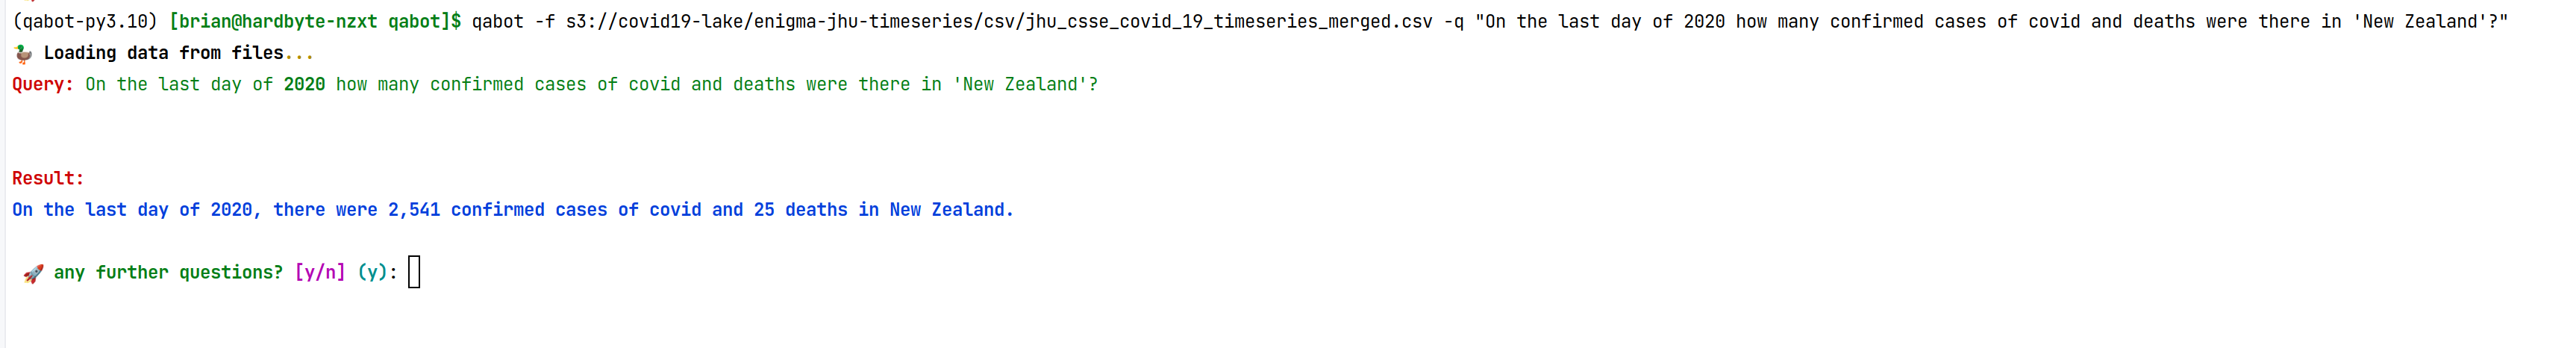 (qabot-py3.10) [brian@hardbyte-nzxt qabot]$ qabot -f s3://covid19-lake/enigma-jhu-timeseries/csv/jhu_csse_covid_19_timeseries_merged.csv -q "On the last day of 2020 how many confirmed cases of covid and deaths were there in 'New Zealand'?"
🦆 Loading data from files...
Query: On the last day of 2020 how many confirmed cases of covid and deaths were there in 'New Zealand'?
Result:
On the last day of 2020, there were 2,541 confirmed cases of covid and 25 deaths in New Zealand.
🚀 any further questions? [y/n] (y):